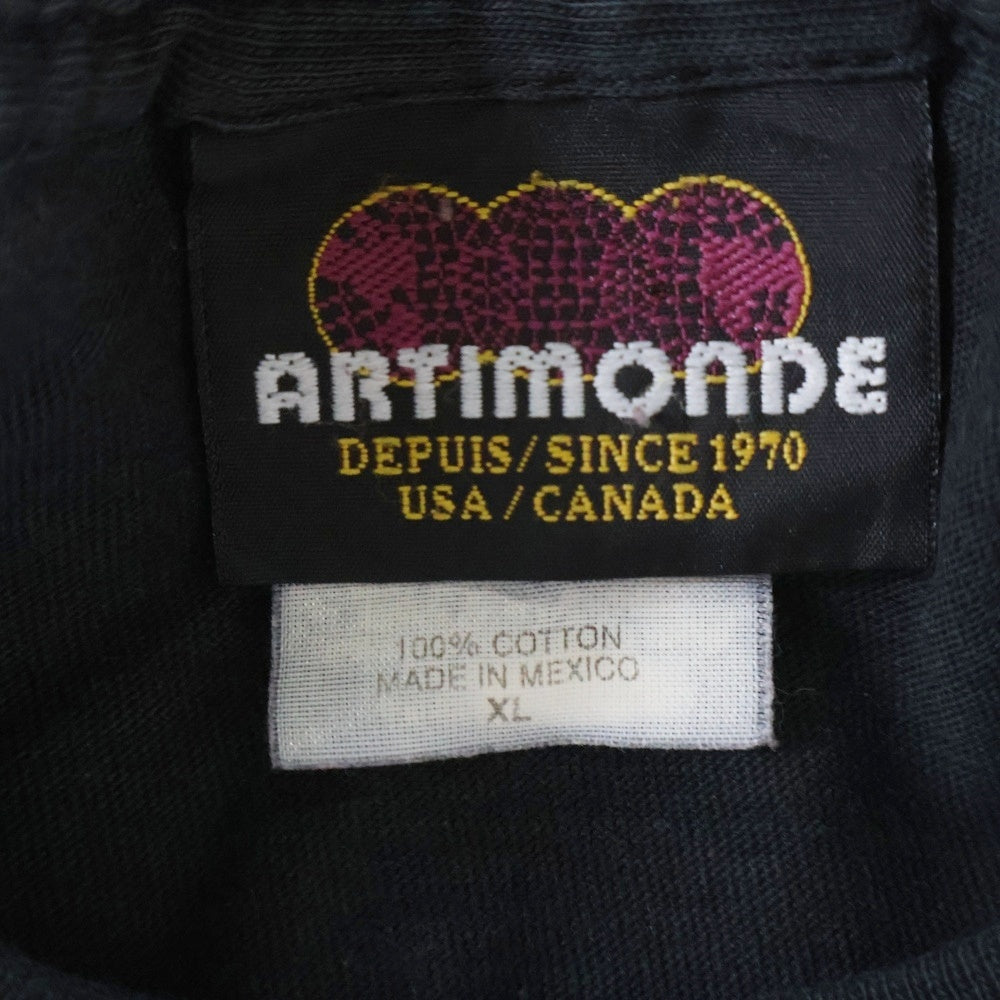 ARTIMONDE
DEPUIS/SINCE 1970
USA/CANADA
100% COTTON
MADE IN MEXICO
XL